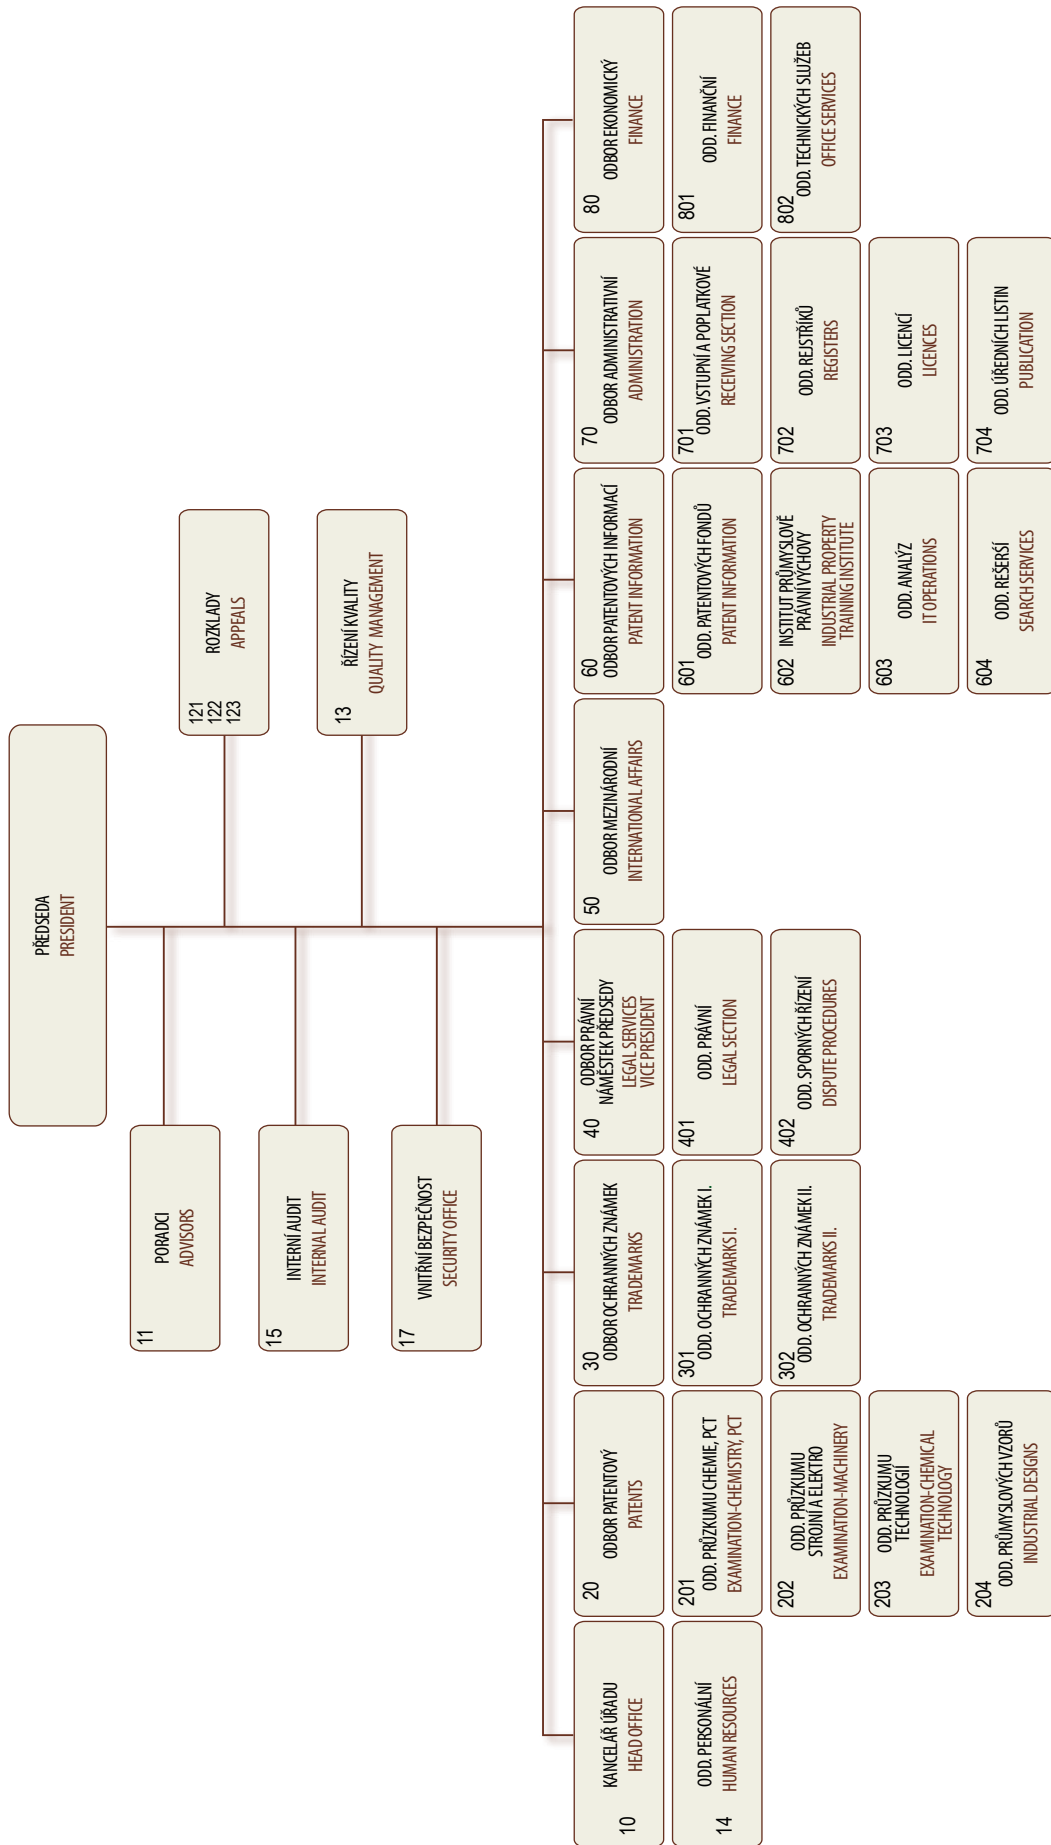 PŘEDSEDA
PRESIDENT
11
PORADCI
ADVISORS
121
122
123
ROZKLADY
APPEALS
15
INTERNÍ AUDIT
INTERNAL AUDIT
13
ŘÍZENÍ KVALITY
QUALITY MANAGEMENT
17
VNITŘNÍ BEZPEČNOST
SECURITY OFFICE
10
KANCELÁŘ ÚŘADU
HEAD OFFICE
14
ODD. PERSONÁLNÍ
HUMAN RESOURCES
20
ODBOR PATENTOVÝ
PATENTS
201
ODD. PRŮZKUMU CHEMIE, PCT
EXAMINATION-CHEMISTRY, PCT
202
ODD. PRŮZKUMU
STROJNÍ A ELEKTRO
EXAMINATION-MACHINERY
203
ODD. PRŮZKUMU
TECHNOLOGIÍ
EXAMINATION-CHEMICAL
TECHNOLOGY
204
ODD. PRŮMYSLOVÝCH VZORŮ
INDUSTRIAL DESIGNS
30
ODBOR OCHRANNÝCH ZNÁMEK
TRADEMARKS
301
ODD. OCHRANNÝCH ZNÁMEK I.
TRADEMARKS I.
302
ODD. OCHRANNÝCH ZNÁMEK II.
TRADEMARKS II.
40
ODBOR PRÁVNÍ
NÁMĚSTEK PŘEDSEDY
LEGAL SERVICES
VICE PRESIDENT
401
ODD. PRÁVNÍ
LEGAL SECTION
402
ODD. SPORNÝCH ŘÍZENÍ
DISPUTE PROCEDURES
50
ODBOR MEZINÁRODNÍ
INTERNATIONAL AFFAIRS
60
ODBOR PATENTOVÝCH INFORMACÍ
PATENT INFORMATION
601
ODD. PATENTOVÝCH FONDŮ
PATENT INFORMATION
602
INSTITUT PRŮMYSLOVĚ
PRÁVNÍ VÝCHOVY
INDUSTRIAL PROPERTY
TRAINING INSTITUTE
603
ODD. ANALÝZ
IT OPERATIONS
604
ODD. REŠERŠÍ
SEARCH SERVICES
70
ODBOR ADMINISTRATIVNÍ
ADMINISTRATION
701
ODD. VSTUPNÍ A POPLATKOVÉ
RECEIVING SECTION
702
ODD. REJSTŘÍKŮ
REGISTERS
703
ODD. LICENCÍ
LICENCES
704
ODD. ÚŘEDNÍCH LISTIN
PUBLICATION
80
ODBOR EKONOMICKÝ
FINANCE
801
ODD. FINANČNÍ
FINANCE
802
ODD. TECHNICKÝCH SLUŽEB
OFFICE SERVICES